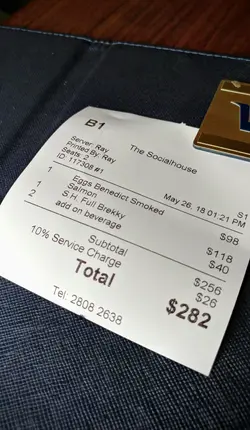 B1
The Socialhouse
Server: Ray
Printed By: Ray
Seats: 2
ID: 117308 #1
May 26, 18 01:21 PM
S1
1 Eggs Benedict Smoked Salmon $98
1 S.H. Full Brekky $118
2 add on beverage $40
Subtotal $256
10% Service Charge $26
Total $282
Tel: 2808 2638